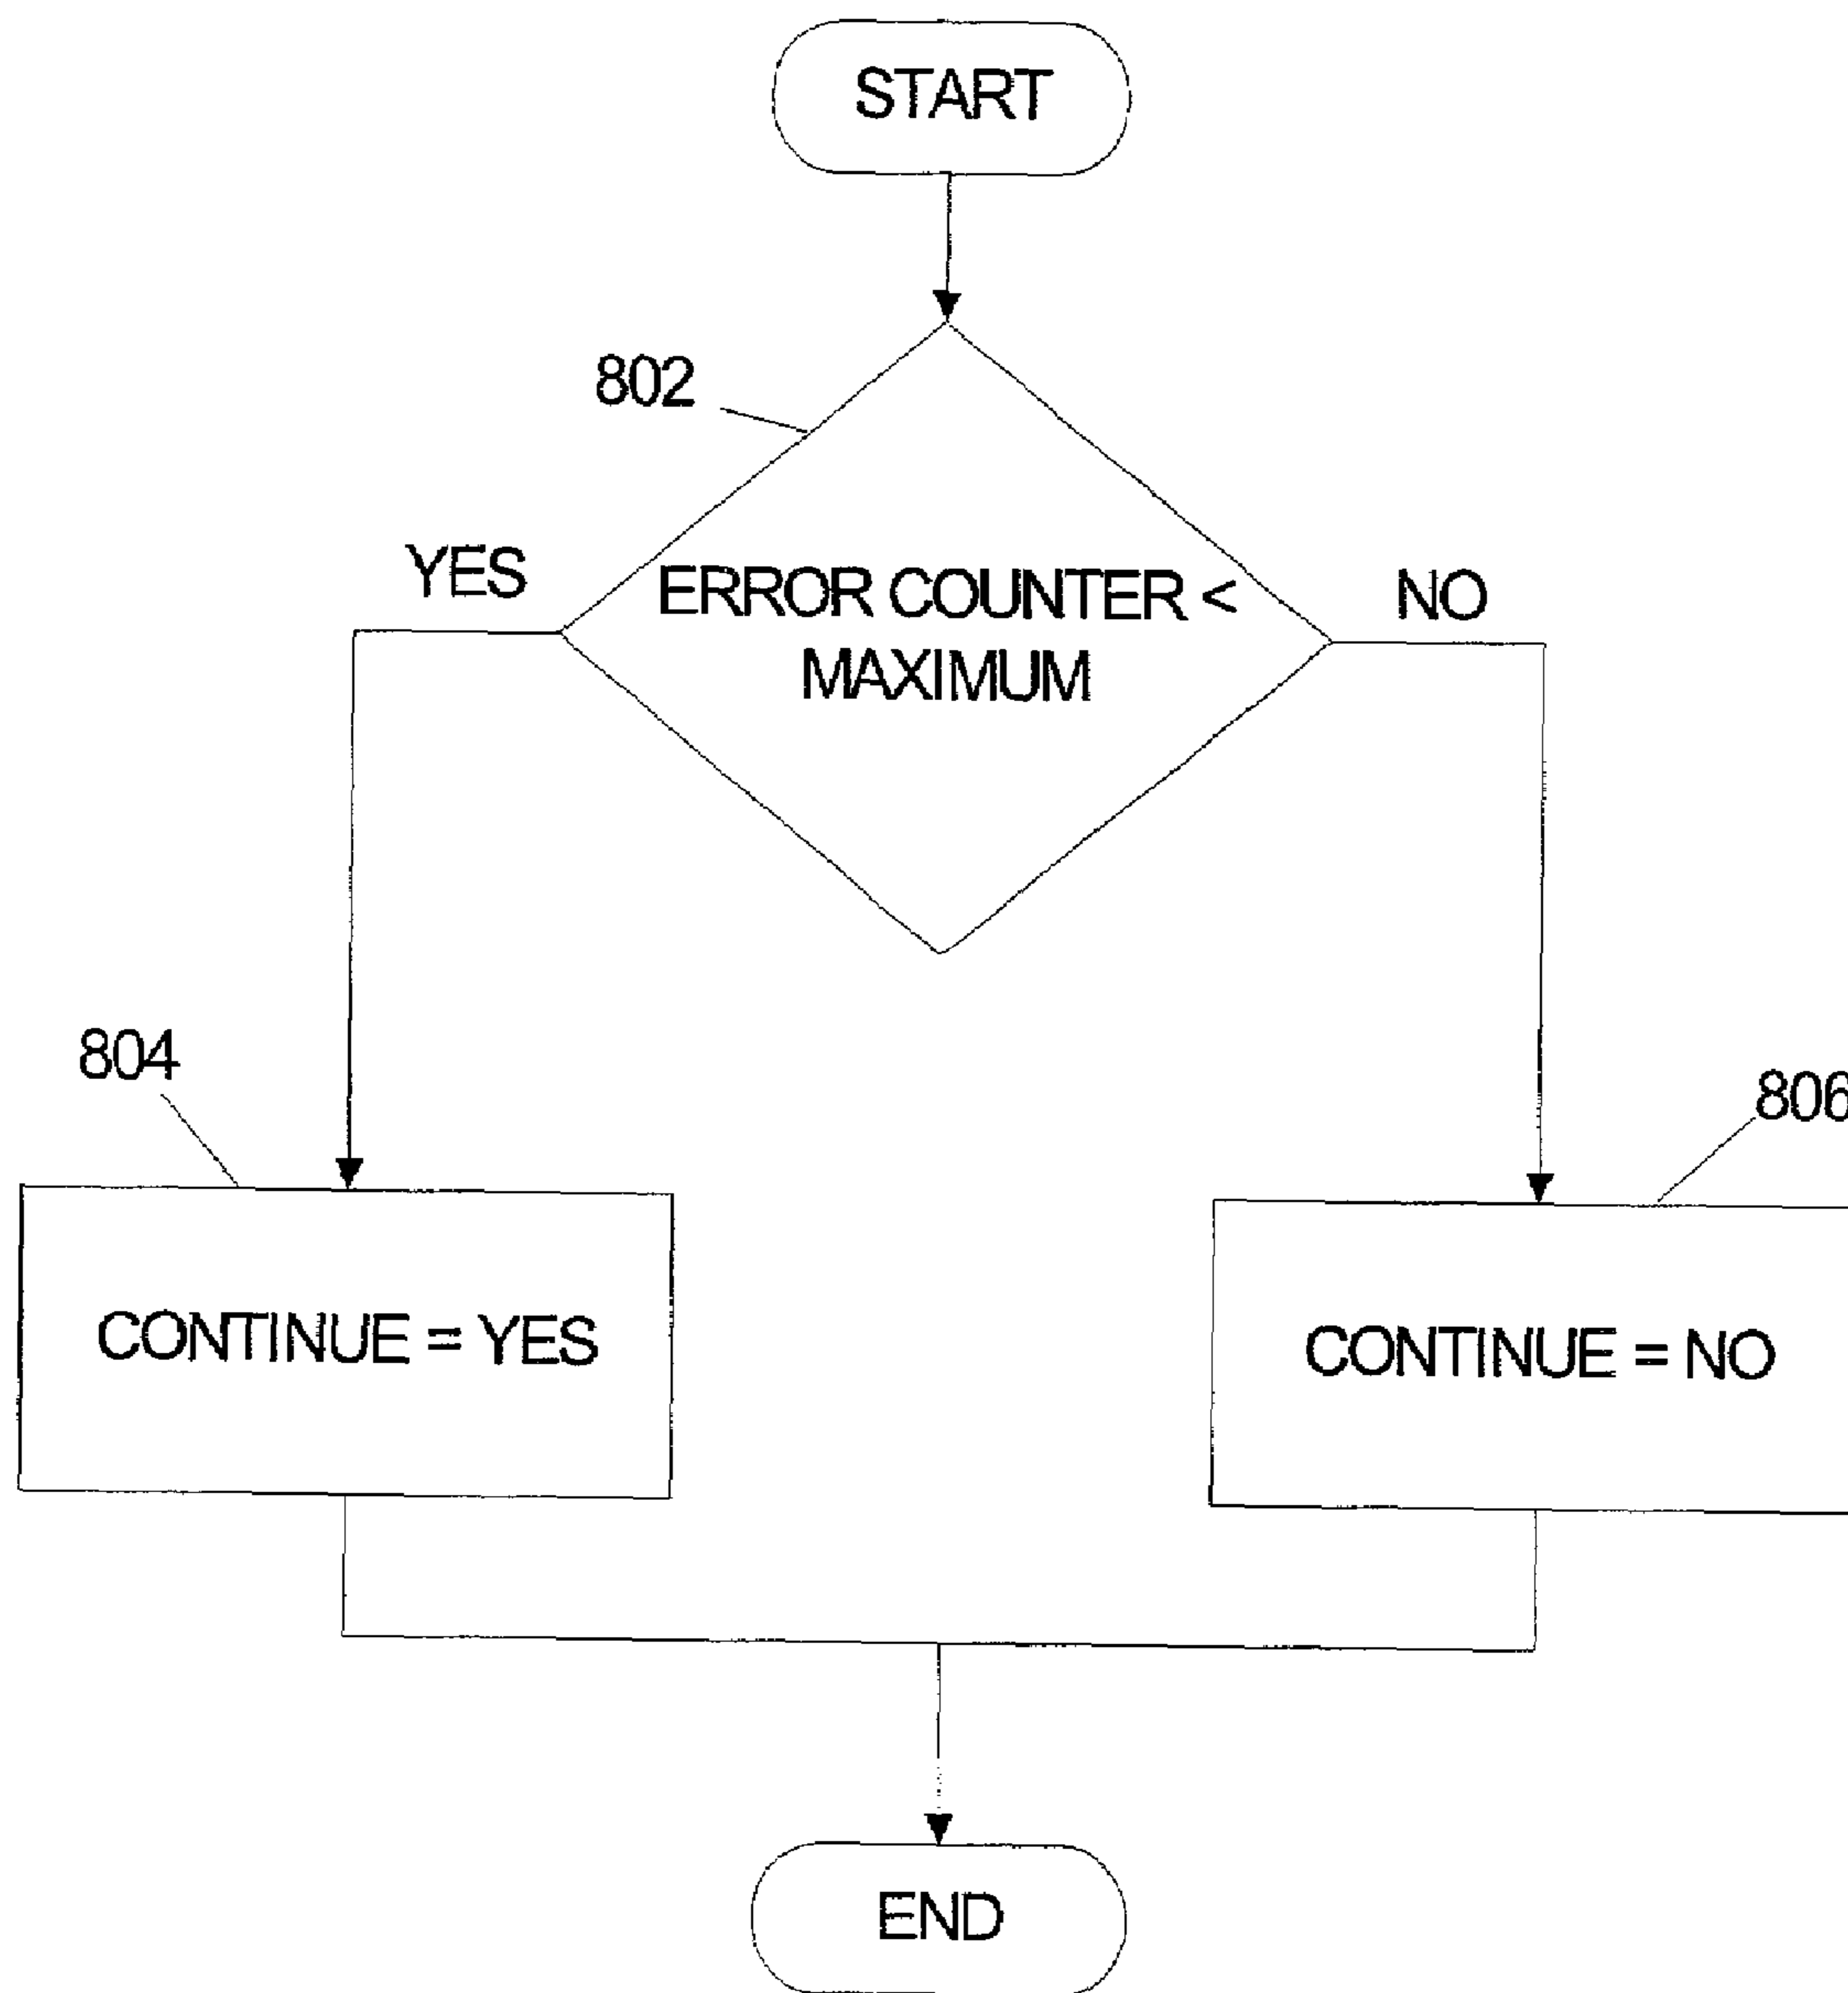 START
802
YES
ERROR COUNTER <
MAXIMUM
NO
804
806
CONTINUE = YES
CONTINUE = NO
END